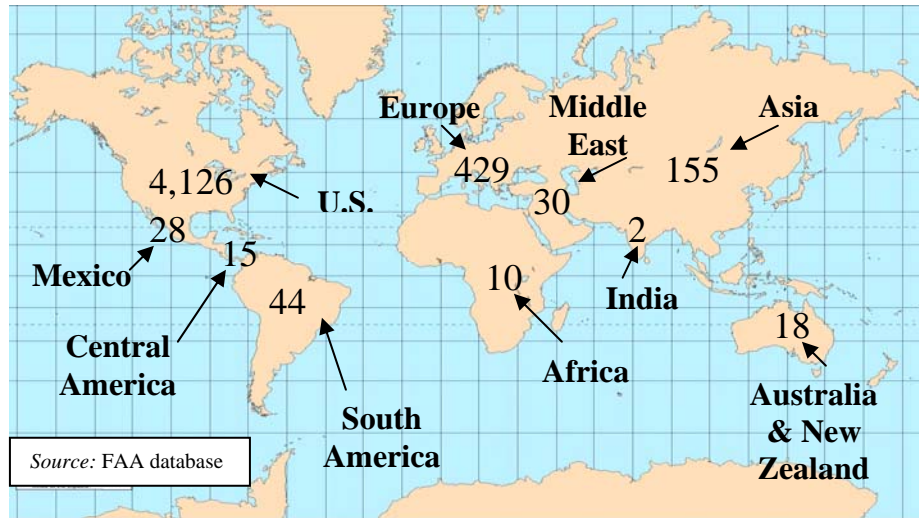 Europe
Middle
East
Asia
4,126
429
155
U.S.
30
28
2
15
Mexico
10
India
44
18
Central
America
Africa
South
America
Australia
& New
Zealand
Source: FAA database